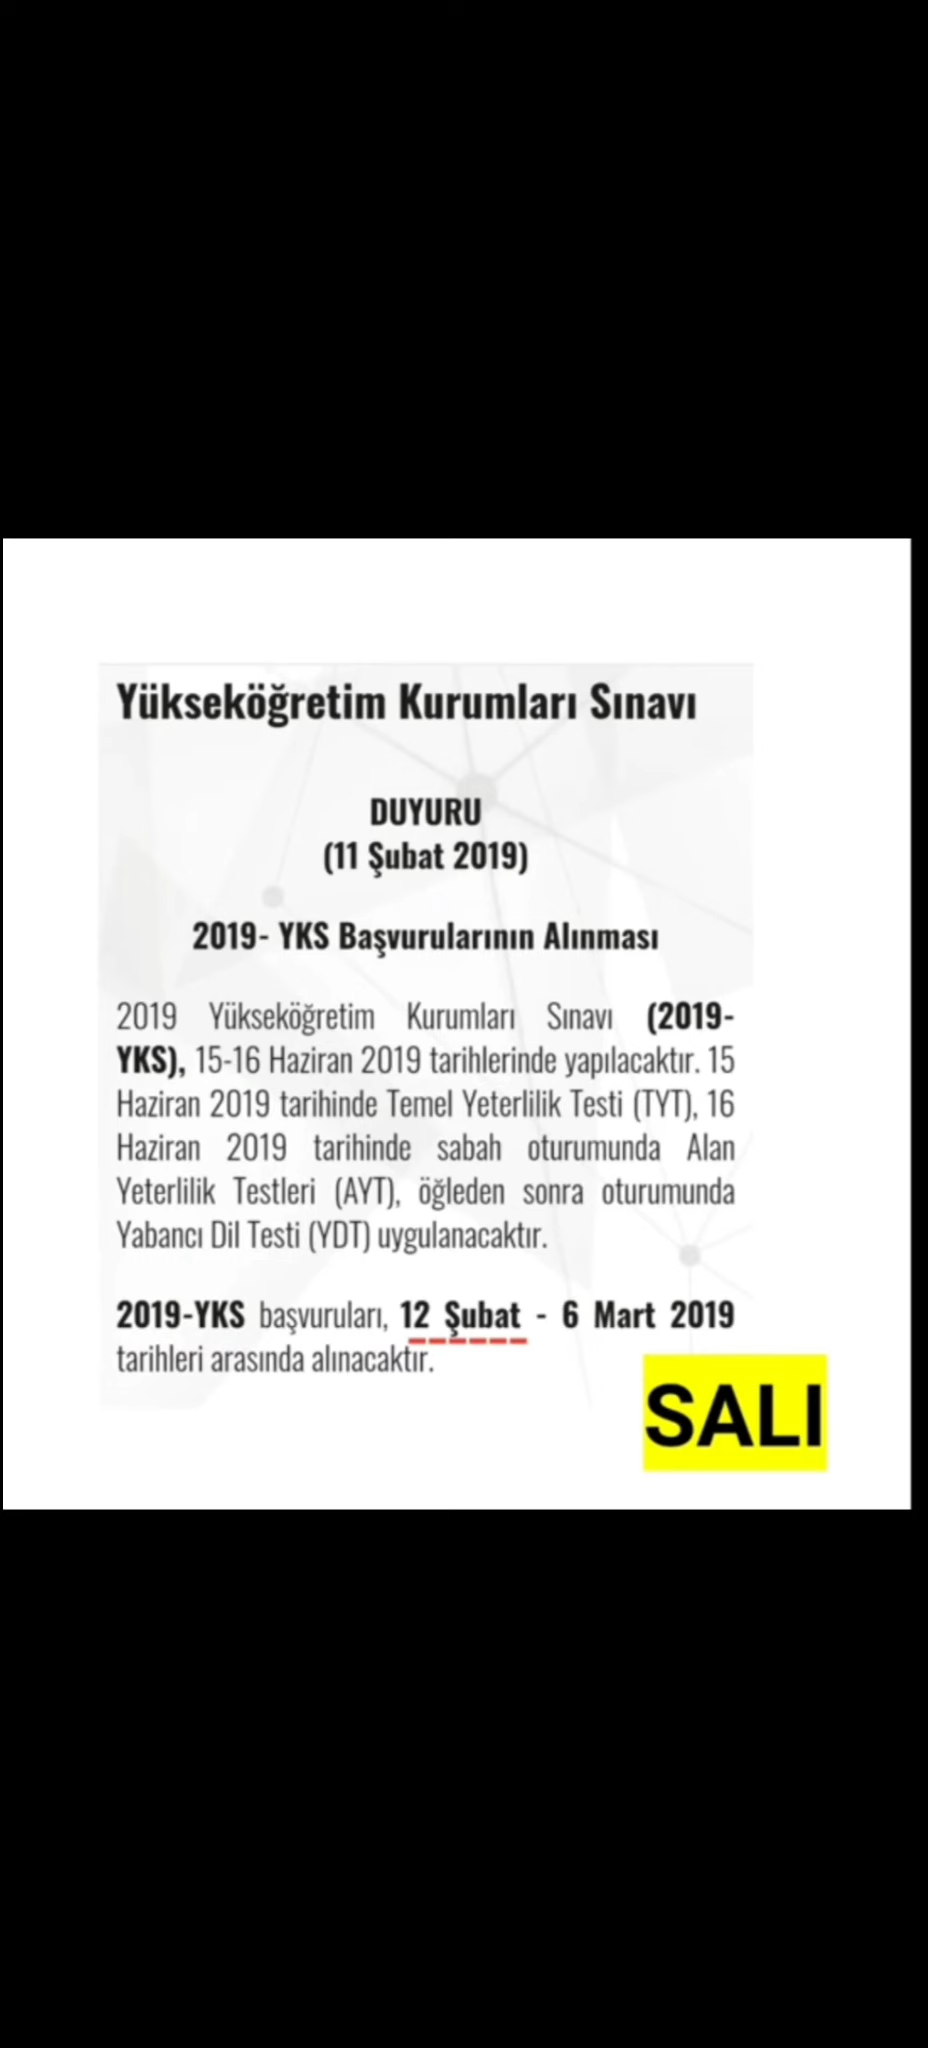 Yükseköğretim Kurumları Sınavı
DUYURU
(11 Şubat 2019)
2019- YKS Başvurularının Alınması
2019 Yükseköğretim Kurumları Sınavı (2019-
YKS), 15-16 Haziran 2019 tarihlerinde yapılacaktır. 15
Haziran 2019 tarihinde Temel Yeterlilik Testi (TYT), 16
Haziran 2019 tarihinde sabah oturumunda Alan
Yeterlilik Testleri (AYT), öğleden sonra oturumunda
Yabancı Dil Testi (YDT) uygulanacaktır.
2019-YKS başvuruları, 12 Şubat - 6 Mart 2019
tarihleri arasında alınacaktır.
SALI